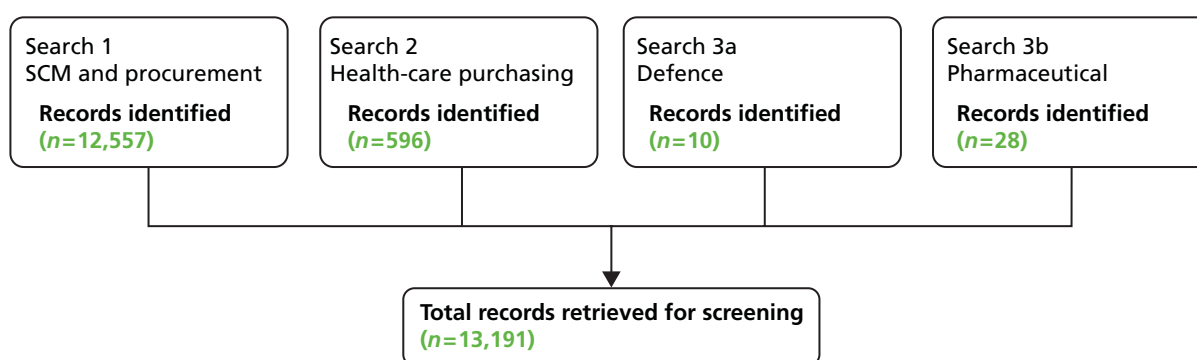 Search 1
SCM and procurement
Records identified
(n=12,557)
Search 2
Health-care purchasing
Records identified
(n=596)
Search 3a
Defence
Records identified
(n=10)
Search 3b
Pharmaceutical
Records identified
(n=28)
Total records retrieved for screening
(n=13,191)